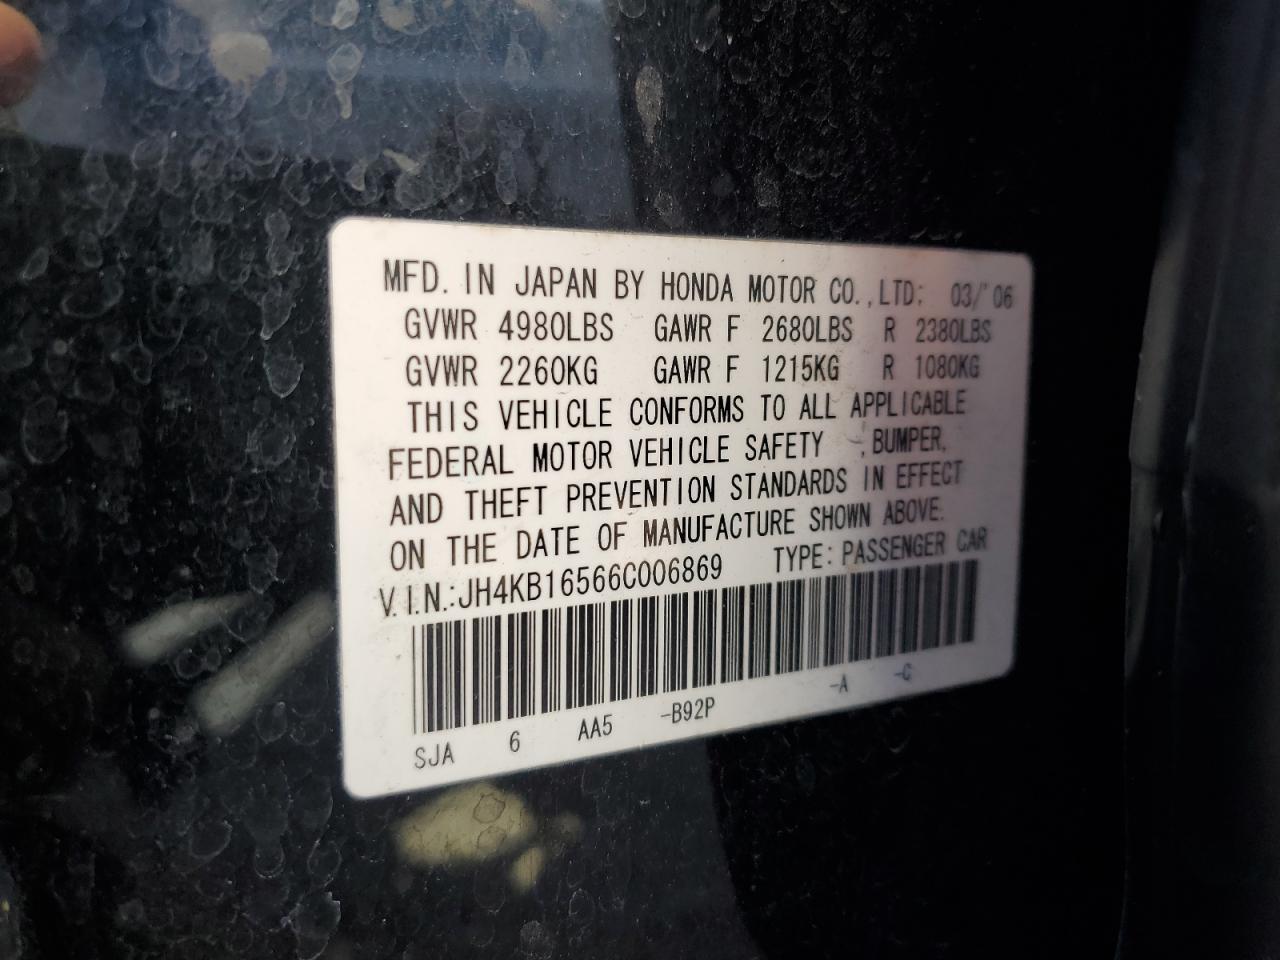 MFD. IN JAPAN BY HONDA MOTOR CO.,LTD; 03/'06
GVWR 4980LBS GAWR F 2680LBS R 2380LBS
GVWR 2260KG GAWR F 1215KG R 1080KG
THIS VEHICLE CONFORMS TO ALL APPLICABLE
FEDERAL MOTOR VEHICLE SAFETY , BUMPER,
AND THEFT PREVENTION STANDARDS IN EFFECT
ON THE DATE OF MANUFACTURE SHOWN ABOVE.
V.I.N.:JH4KB16566C006869 TYPE: PASSENGER CAR
SJA 6 AA5 -B92P -A -C